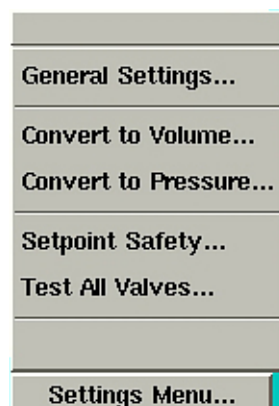 General Settings...
Convert to Volume...
Convert to Pressure...
Setpoint Safety...
Test All Valves...
Settings Menu...